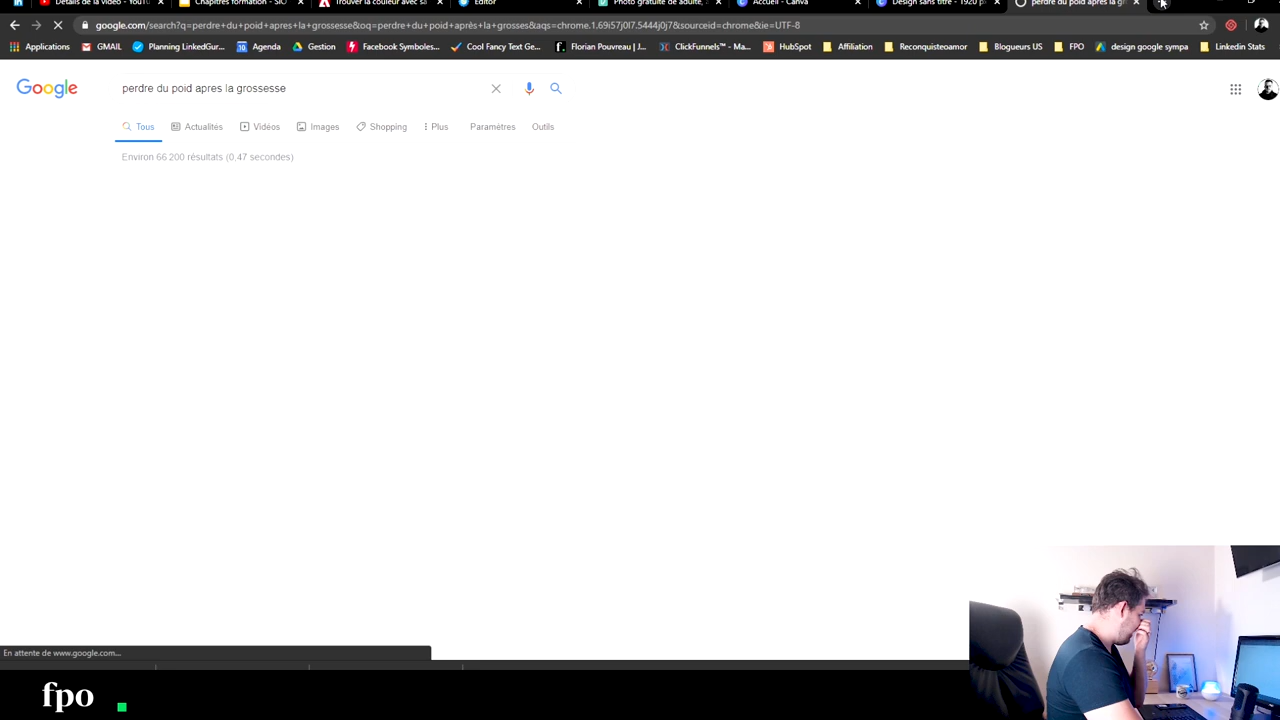 Détails de la vidéo - YouTu
Chapitres formation - SIO
Trouver la couleur avec sa
Editor
Photo gratuite de adulte, a
Accueil - Canva
Design sans titre - 1920 p
perdre du poid apres la gr
google.com/search?q=perdre+du+poid+apres+la+grossesse&oq=perdre+du+poid+après+la+grosses&aqs=chrome.1.69i57j0l7.5444j0j7&sourceid=chrome&ie=UTF-8
Applications
GMAIL
Planning LinkedGur...
Agenda
Gestion
Facebook Symboles...
Cool Fancy Text Ge...
Florian Pouvreau | J...
ClickFunnels™ - Ma...
HubSpot
Affiliation
Reconquisteoamor
Blogueurs US
FPO
design google sympa
Linkedin Stats
Google
perdre du poid apres la grossesse
Tous
Actualités
Vidéos
Images
Shopping
Plus
Paramètres
Outils
Environ 66 200 résultats (0,47 secondes)
En attente de www.google.com...
fpo